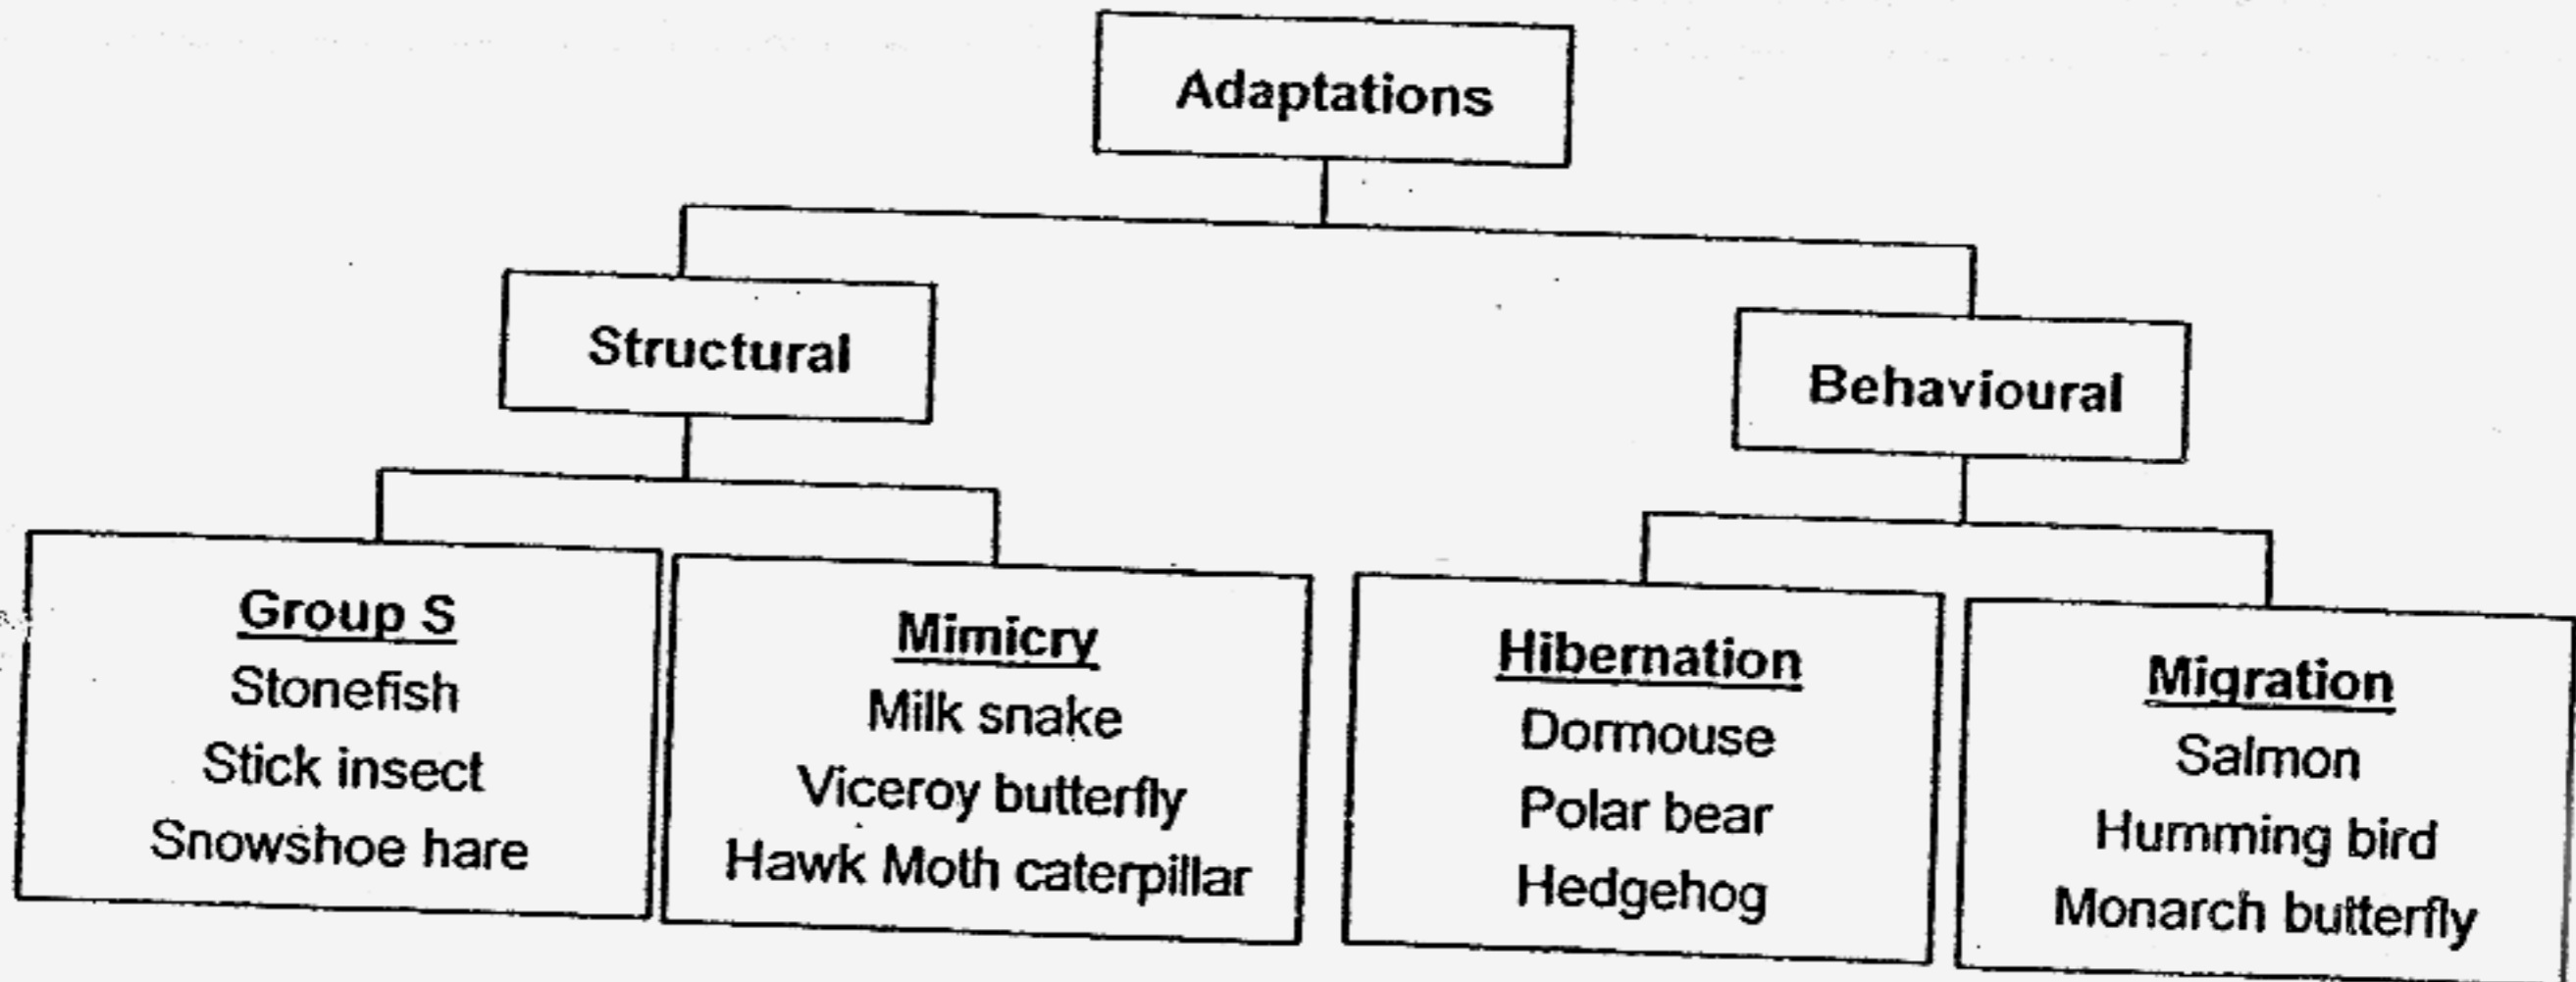 Adaptations
Structural
Behavioural
Group S
Stonefish
Stick insect
Snowshoe hare
Mimicry
Milk snake
Viceroy butterfly
Hawk Moth caterpillar
Hibernation
Dormouse
Polar bear
Hedgehog
Migration
Salmon
Humming bird
Monarch butterfly